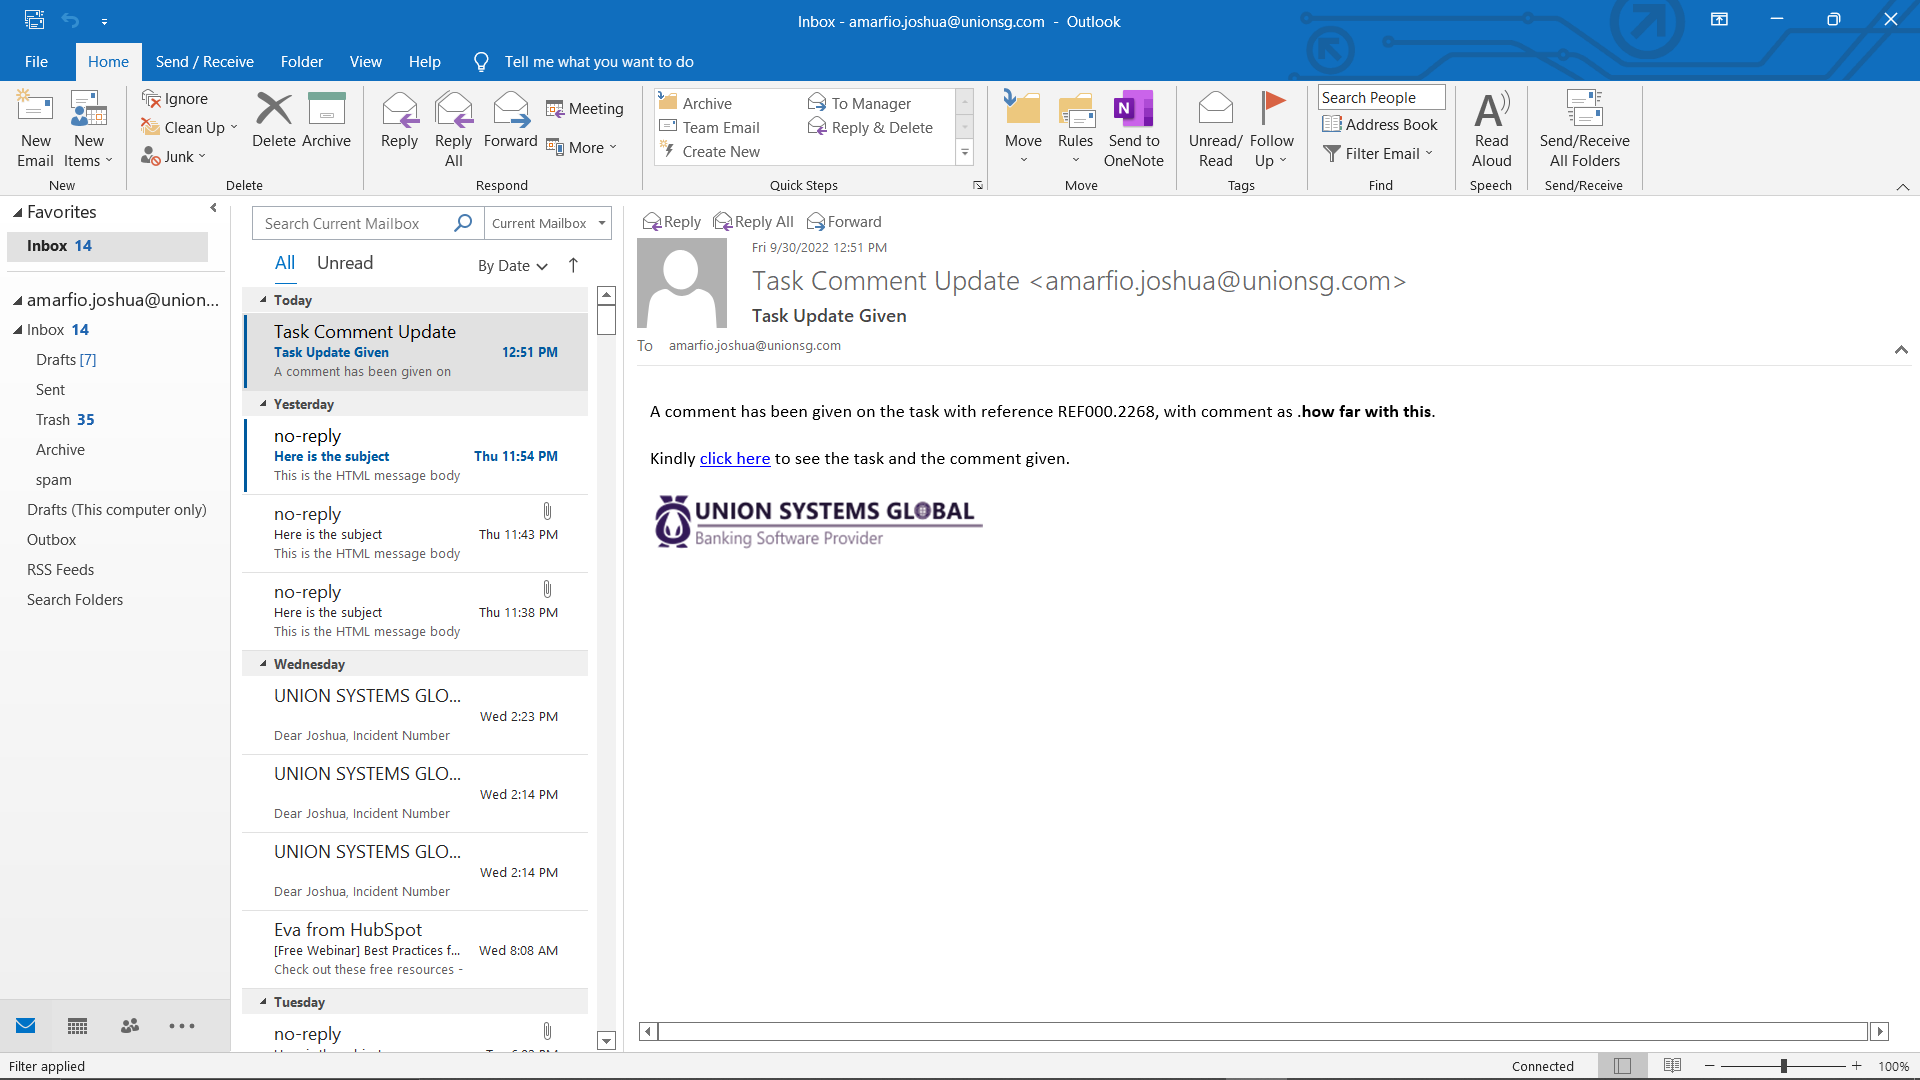 Inbox - amarfio.joshua@unionsg.com - Outlook
File Home Send / Receive Folder View Help Tell me what you want to do
New Email
New Items
New
Ignore
Clean Up
Junk
Delete
Archive
Delete
Reply
Reply All
Forward
Meeting
More
Respond
Archive
Team Email
Create New
To Manager
Reply & Delete
Quick Steps
Move
Rules
Send to OneNote
Move
Unread/ Read
Follow Up
Tags
Search People
Address Book
Filter Email
Find
Read Aloud
Speech
Send/Receive All Folders
Send/Receive
Favorites
Inbox 14
amarfio.joshua@union...
Inbox 14
Drafts [7]
Sent
Trash 35
Archive
spam
Drafts (This computer only)
Outbox
RSS Feeds
Search Folders
Search Current Mailbox
Current Mailbox
All Unread By Date
Today
Task Comment Update
Task Update Given 12:51 PM
A comment has been given on
Yesterday
no-reply
Here is the subject Thu 11:54 PM
This is the HTML message body
no-reply
Here is the subject Thu 11:43 PM
This is the HTML message body
no-reply
Here is the subject Thu 11:38 PM
This is the HTML message body
Wednesday
UNION SYSTEMS GLO...
Wed 2:23 PM
Dear Joshua, Incident Number
UNION SYSTEMS GLO...
Wed 2:14 PM
Dear Joshua, Incident Number
UNION SYSTEMS GLO...
Wed 2:14 PM
Dear Joshua, Incident Number
Eva from HubSpot
[Free Webinar] Best Practices f... Wed 8:08 AM
Check out these free resources -
Tuesday
no-reply
Reply Reply All Forward
Fri 9/30/2022 12:51 PM
Task Comment Update <amarfio.joshua@unionsg.com>
Task Update Given
To amarfio.joshua@unionsg.com
A comment has been given on the task with reference REF000.2268, with comment as .how far with this.
Kindly click here to see the task and the comment given.
UNION SYSTEMS GLOBAL
Banking Software Provider
Filter applied
Connected
100%